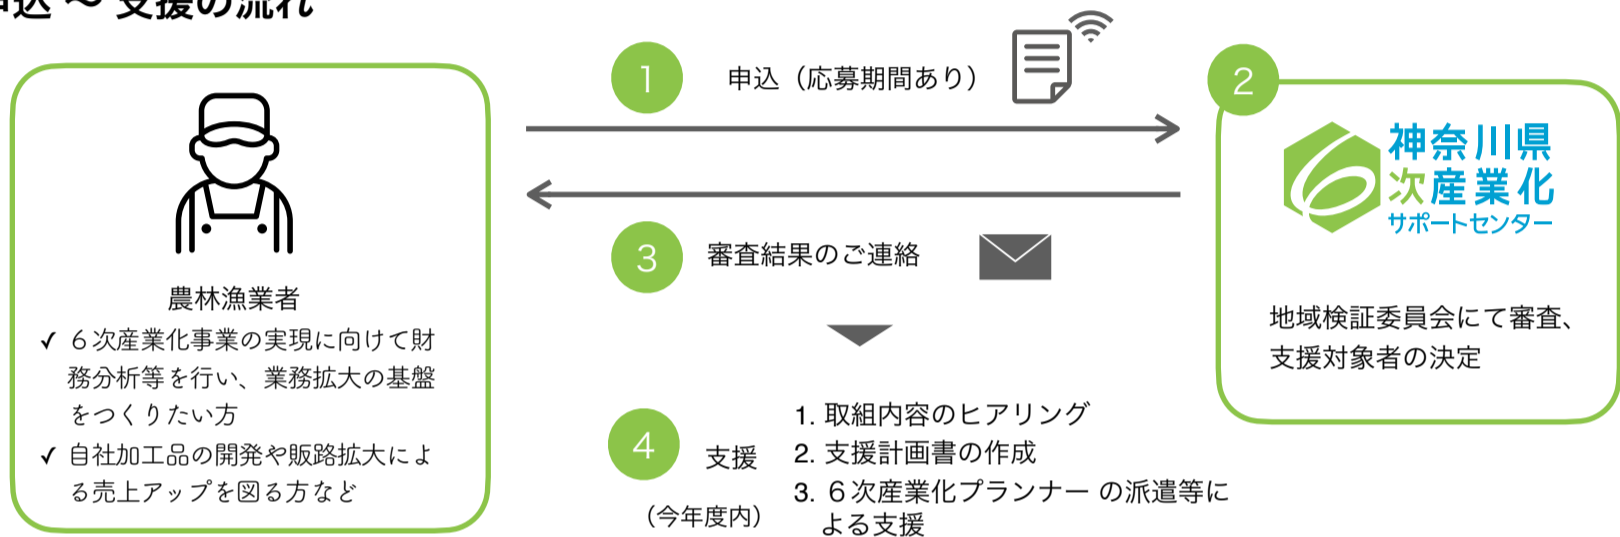 申込 〜 支援の流れ
1
申込（応募期間あり）
2
神奈川県
6次産業化
サポートセンター
地域検証委員会にて審査、
支援対象者の決定
農林漁業者
✓ ６次産業化事業の実現に向けて財
務分析等を行い、業務拡大の基盤
をつくりたい方
✓ 自社加工品の開発や販路拡大によ
る売上アップを図る方など
3
審査結果のご連絡
4
支援
（今年度内）
1. 取組内容のヒアリング
2. 支援計画書の作成
3. ６次産業化プランナー の派遣等に
よる支援